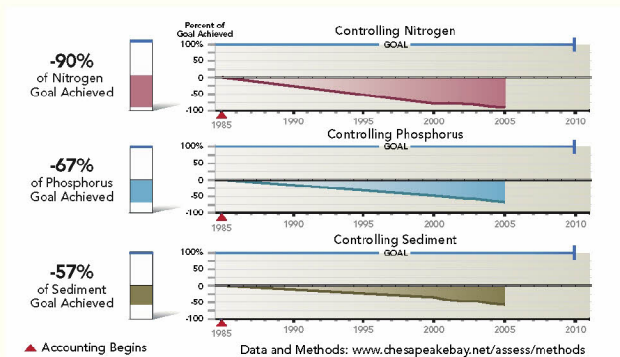 Percent of
Goal Achieved
Controlling Nitrogen
-90%
of Nitrogen
Goal Achieved
100%
GOAL
50
0
-50
-100
1985
1990
1995
2000
2005
2010
Controlling Phosphorus
-67%
of Phosphorus
Goal Achieved
100%
GOAL
50
0
-50
-100
1985
1990
1995
2000
2005
2010
Controlling Sediment
-57%
of Sediment
Goal Achieved
100%
GOAL
50
0
-50
-100
1985
1990
1995
2000
2005
2010
Accounting Begins
Data and Methods: www.chesapeakebay.net/assess/methods